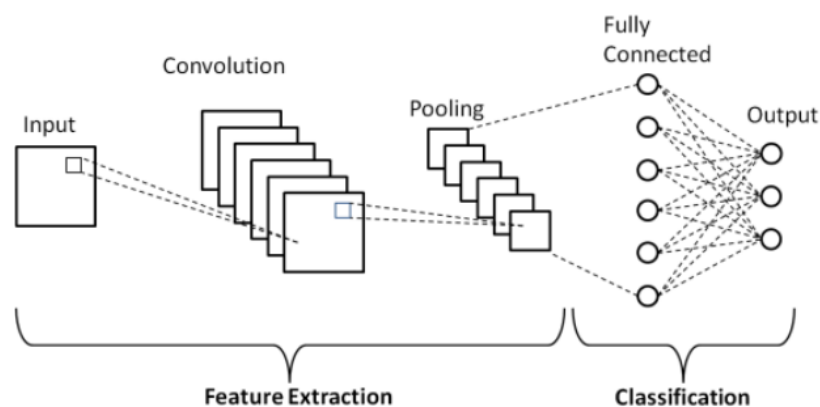 Input
Convolution
Pooling
Fully
Connected
Output
Feature Extraction
Classification